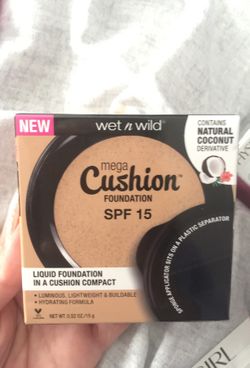 NEW
wet n wild®
CONTAINS
NATURAL
COCONUT
DERIVATIVE
mega
Cushion
FOUNDATION
SPF 15
SPONGE APPLICATOR SITS ON A PLASTIC SEPARATOR
LIQUID FOUNDATION
IN A CUSHION COMPACT
• LUMINOUS, LIGHTWEIGHT & BUILDABLE
• HYDRATING FORMULA
NET WT. 0.52 OZ/15 g